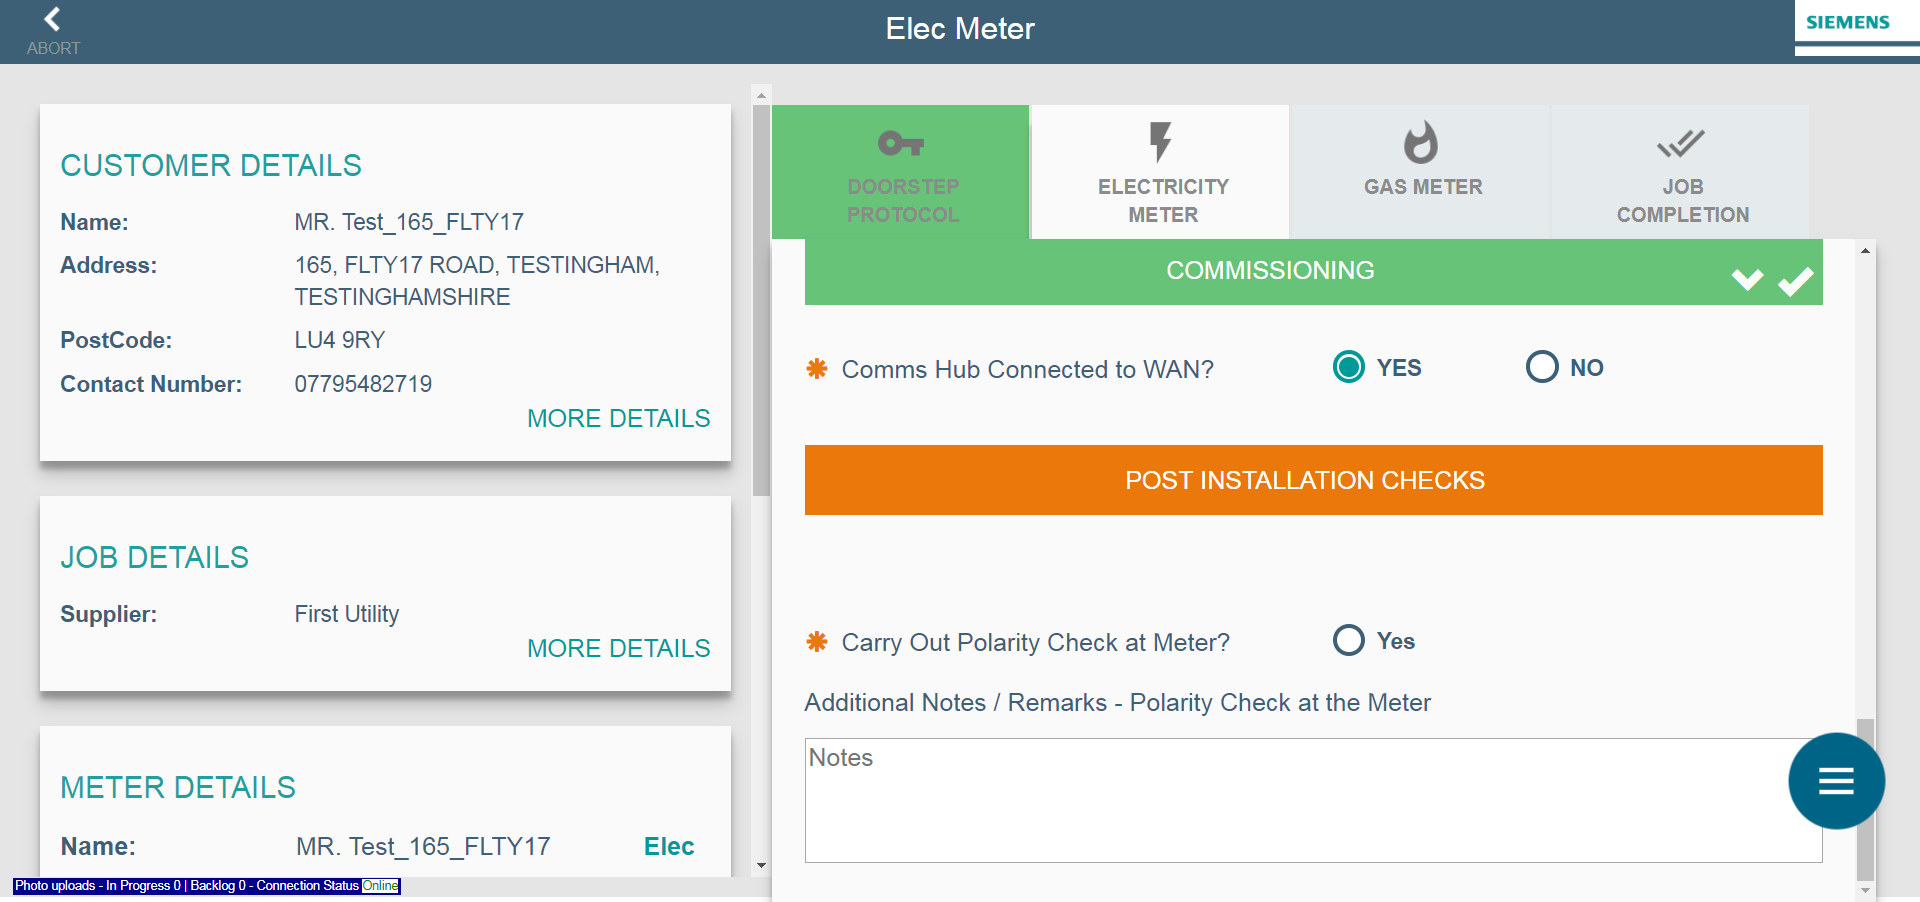 ABORT
Elec Meter
SIEMENS
CUSTOMER DETAILS
Name: MR. Test_165_FLTY17
Address: 165, FLTY17 ROAD, TESTINGHAM,
TESTINGHAMSHIRE
PostCode: LU4 9RY
Contact Number: 07795482719
MORE DETAILS
JOB DETAILS
Supplier: First Utility
MORE DETAILS
METER DETAILS
Name: MR. Test_165_FLTY17 Elec
Photo uploads - In Progress 0 | Backlog 0 - Connection Status Online
DOORSTEP
PROTOCOL
ELECTRICITY
METER
GAS METER
JOB
COMPLETION
COMMISSIONING
✱ Comms Hub Connected to WAN? YES NO
POST INSTALLATION CHECKS
✱ Carry Out Polarity Check at Meter? Yes
Additional Notes / Remarks - Polarity Check at the Meter
Notes